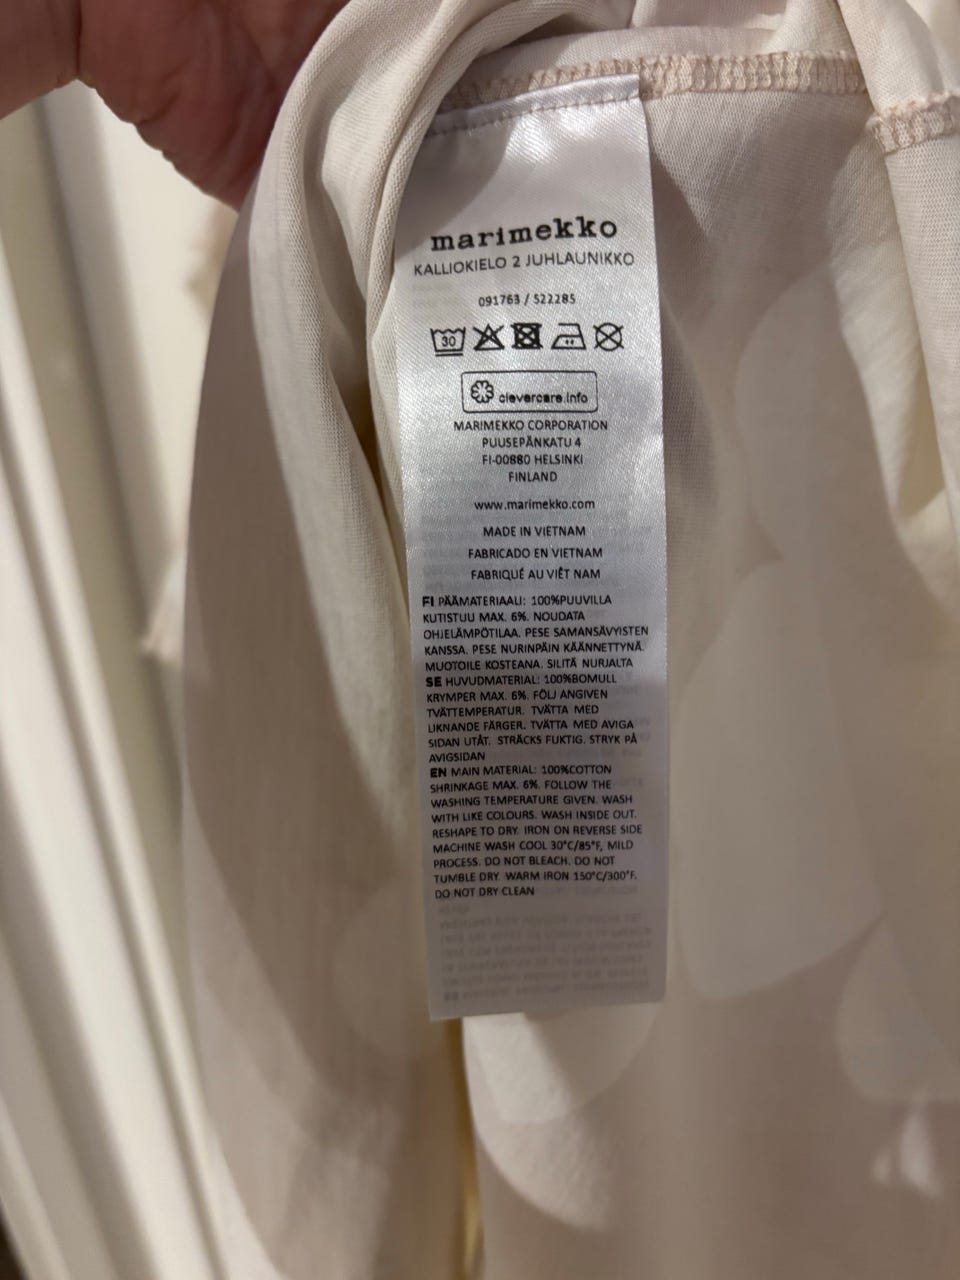 marimekko
KALLIOKIELO 2 JUHLAUNIKKO
091763 / 522285
30
clevercare.info
MARIMEKKO CORPORATION
PUUSEPÄNKATU 4
FI-00880 HELSINKI
FINLAND
www.marimekko.com
MADE IN VIETNAM
FABRICADO EN VIETNAM
FABRIQUÉ AU VIÊT NAM
FI PÄÄMATERIAALI: 100%PUUVILLA
KUTISTUU MAX. 6%. NOUDATA
OHJELÄMPÖTILAA. PESE SAMANSÄVYISTEN
KANSSA. PESE NURINPÄIN KÄÄNNETTYNÄ.
MUOTOILE KOSTEANA. SILITÄ NURJALTA
SE HUVUDMATERIAL: 100%BOMULL
KRYMPER MAX. 6%. FÖLJ ANGIVEN
TVÄTTEMPERATUR. TVÄTTA MED
LIKNANDE FÄRGER. TVÄTTA MED AVIGA
SIDAN UTÅT. STRÄCKS FUKTIG. STRYK PÅ
AVIGSIDAN
EN MAIN MATERIAL: 100%COTTON
SHRINKAGE MAX. 6%. FOLLOW THE
WASHING TEMPERATURE GIVEN. WASH
WITH LIKE COLOURS. WASH INSIDE OUT.
RESHAPE TO DRY. IRON ON REVERSE SIDE
MACHINE WASH COOL 30°C/85°F, MILD
PROCESS. DO NOT BLEACH. DO NOT
TUMBLE DRY. WARM IRON 150°C/300°F.
DO NOT DRY CLEAN